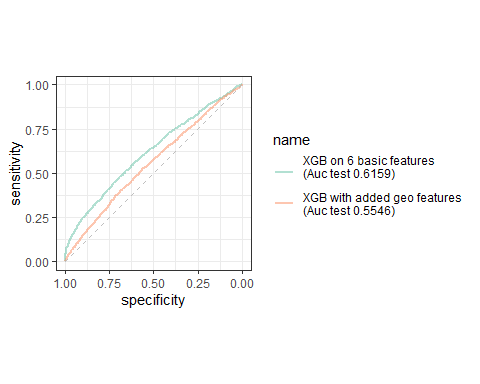 1.00
0.75
0.50
0.25
0.00
sensitivity
1.00 0.75 0.50 0.25 0.00
specificity
name
XGB on 6 basic features
(Auc test 0.6159)
XGB with added geo features
(Auc test 0.5546)